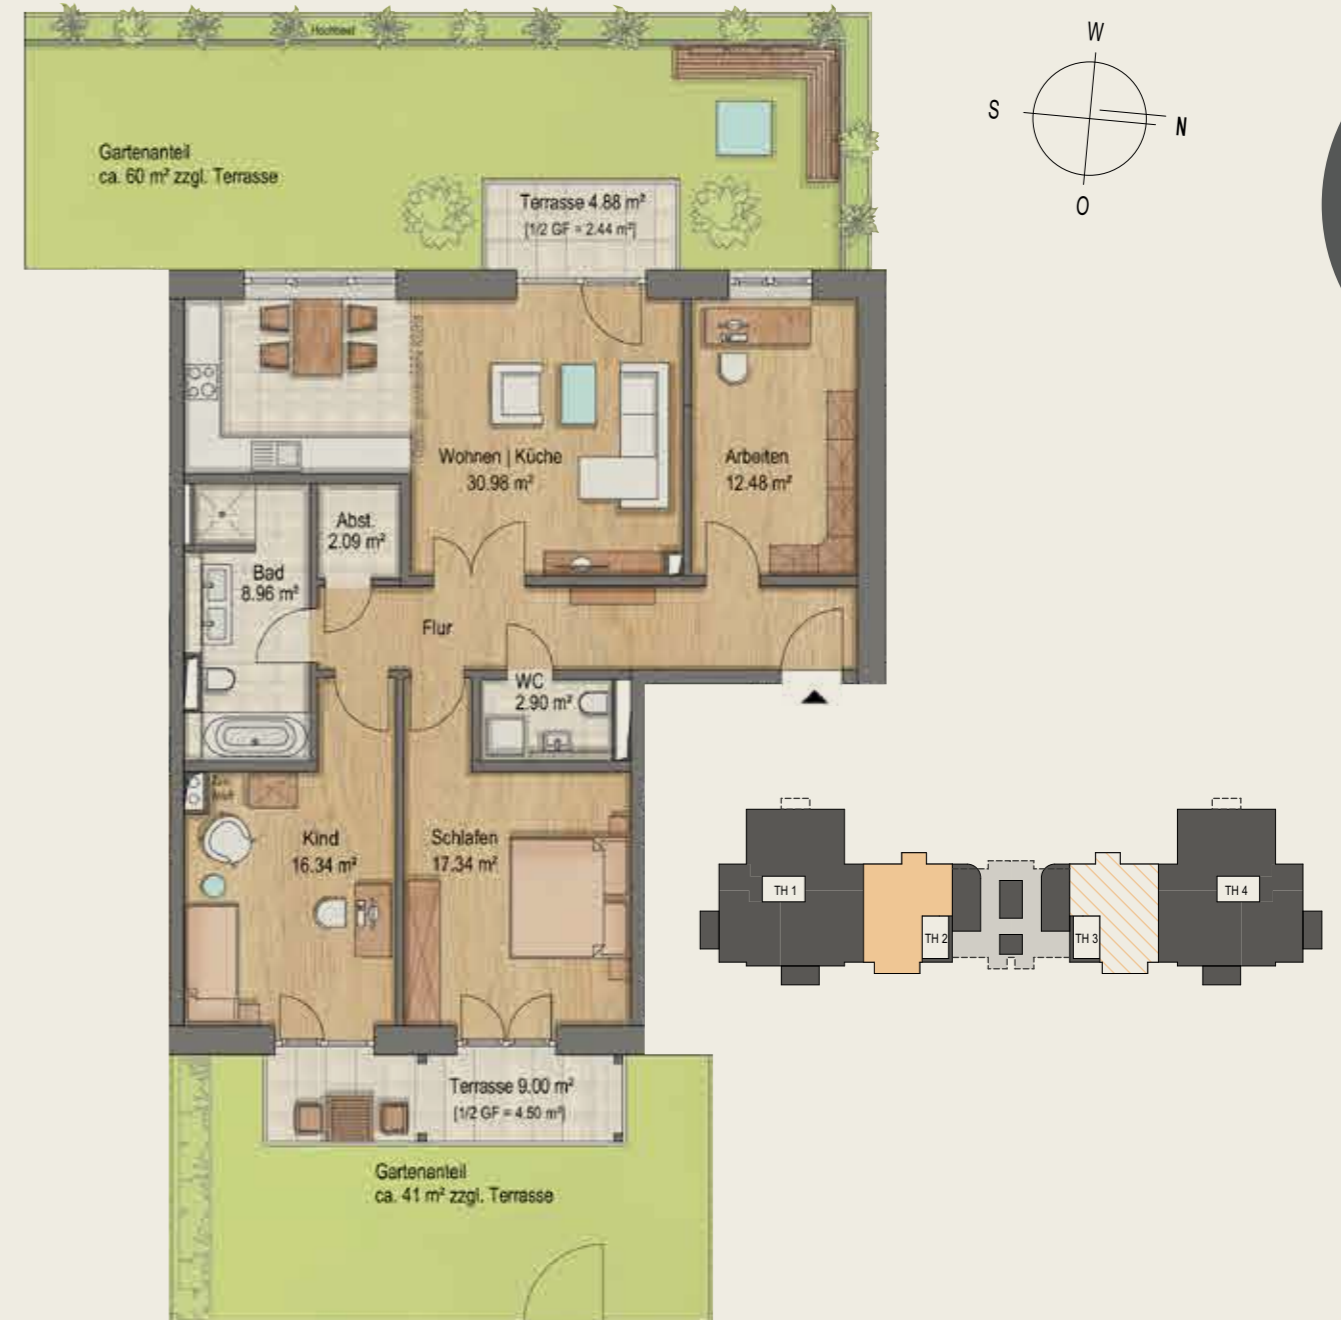 Hochbeet
W
S
N
O
Gartenanteil
ca. 60 m² zzgl. Terrasse
Terrasse 4.88 m²
[1/2 GF = 2.44 m²]
Wohnen | Küche
30.98 m²
Arbeiten
12.48 m²
Abst.
2.09 m²
Bad
8.96 m²
Flur
WC
2.90 m²
Kind
16.34 m²
Schlafen
17.34 m²
TH 1
TH 2
TH 3
TH 4
Terrasse 9.00 m²
[1/2 GF = 4.50 m²]
Gartenanteil
ca. 41 m² zzgl. Terrasse